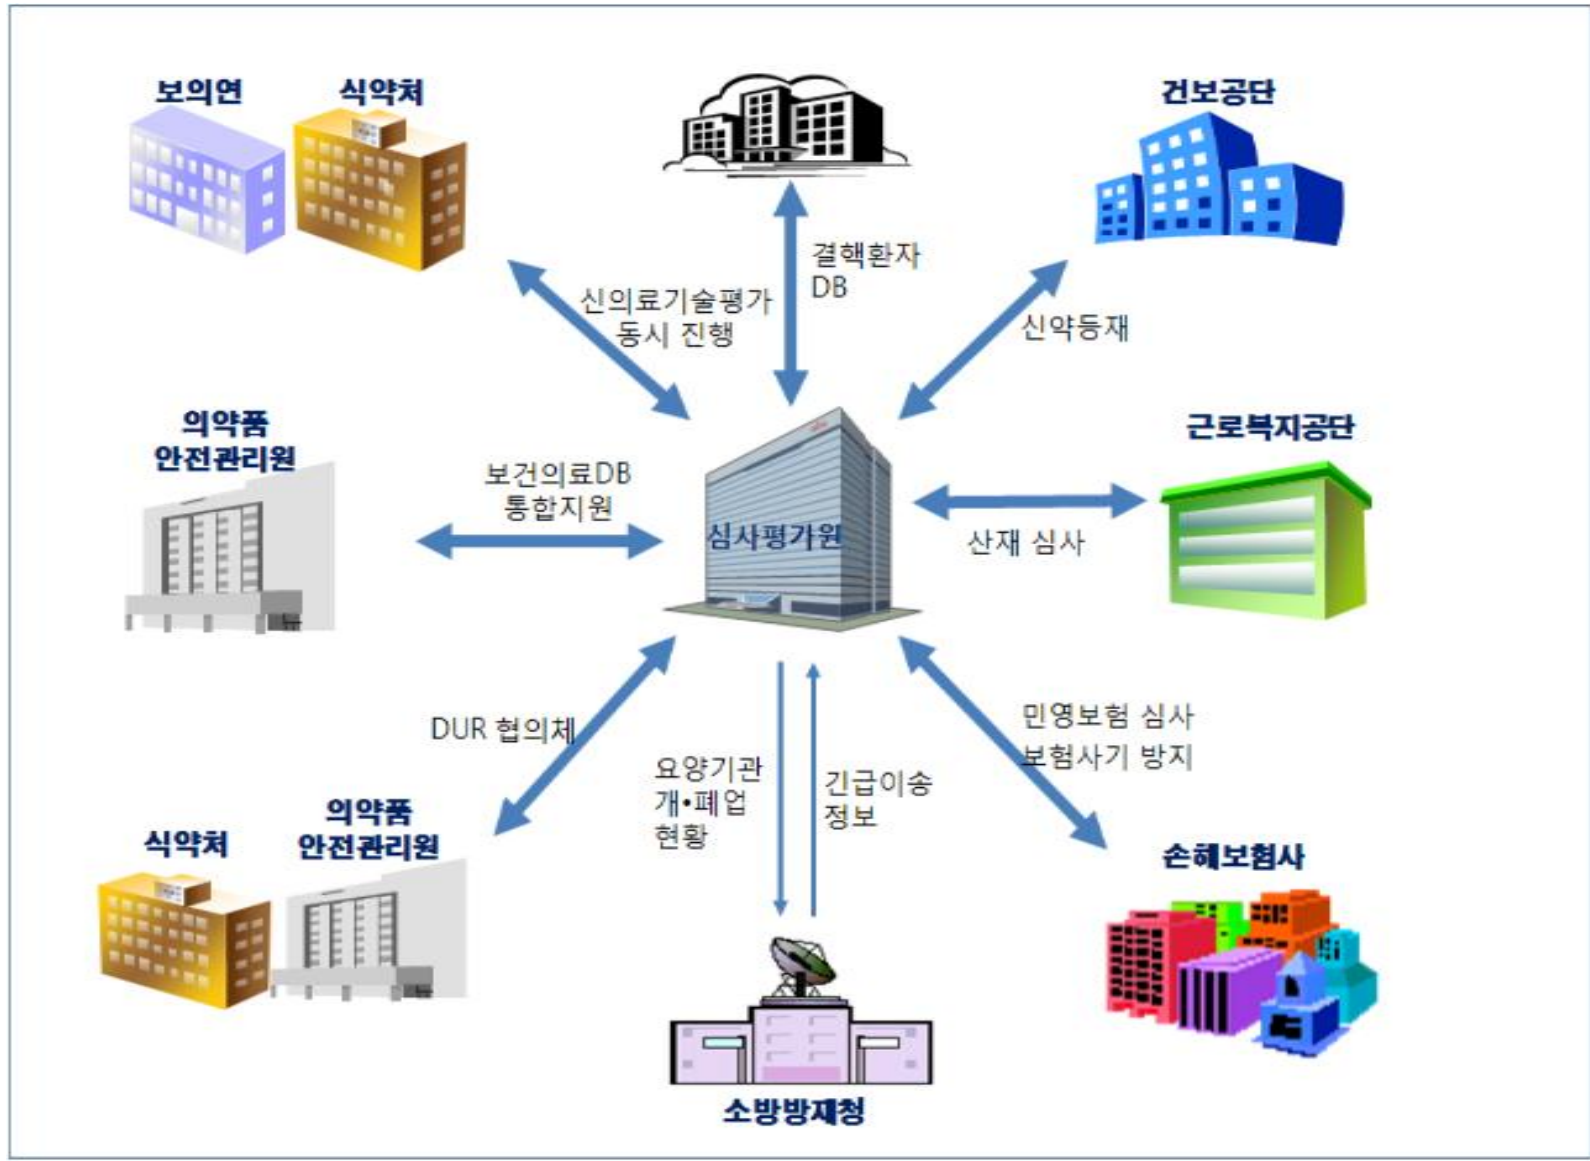 보의연
식약처
건보공단
결핵환자
DB
신의료기술평가
동시 진행
신약등재
의약품
안전관리원
근로복지공단
보건의료DB
통합지원
심사평가원
산재 심사
DUR 협의체
요양기관
개•폐업
현황
긴급이송
정보
민영보험 심사
보험사기 방지
식약처
의약품
안전관리원
손해보험사
소방방재청